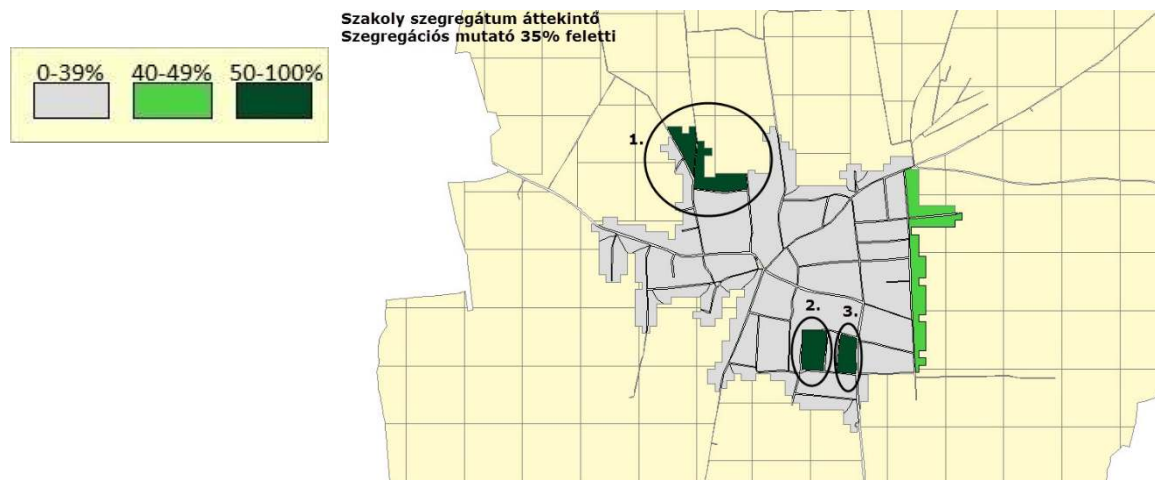 Szakoly szegregátum áttekintő
Szegregációs mutató 35% feletti
0-39% 40-49% 50-100%
1.
2. 3.